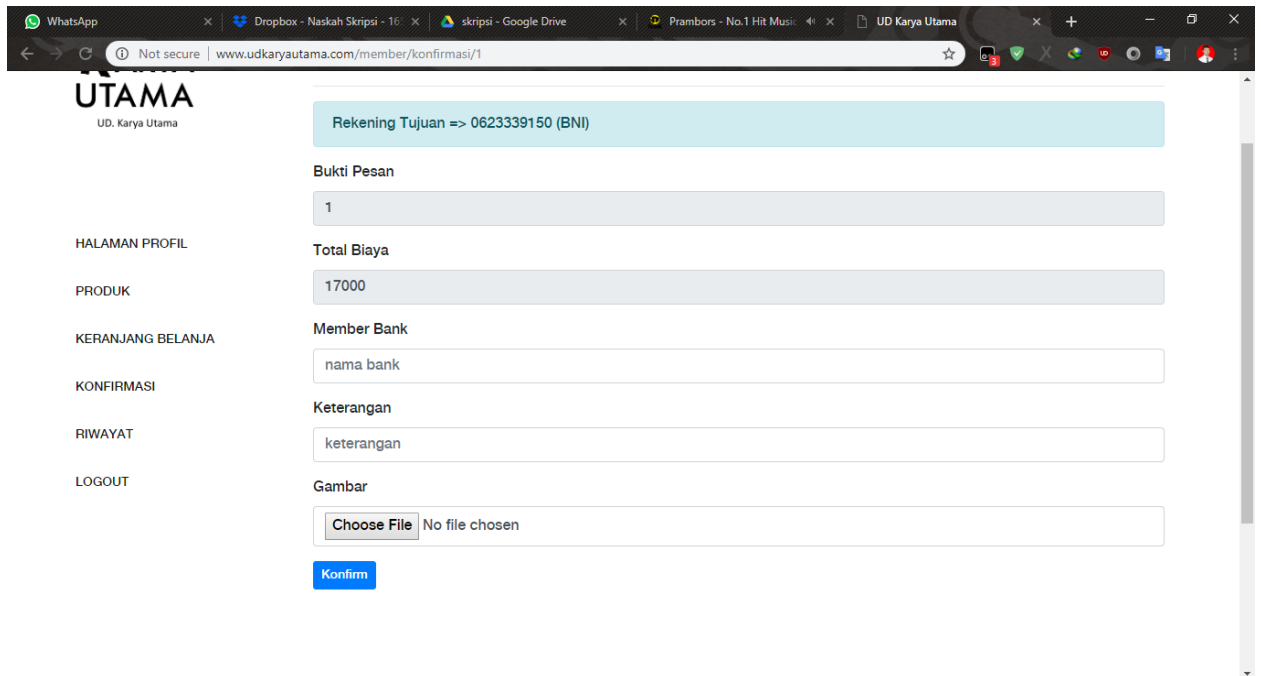 WhatsApp
Dropbox - Naskah Skripsi - 16
skripsi - Google Drive
Prambors - No.1 Hit Music
UD Karya Utama
Not secure | www.udkaryautama.com/member/konfirmasi/1
UTAMA
UD. Karya Utama
HALAMAN PROFIL
PRODUK
KERANJANG BELANJA
KONFIRMASI
RIWAYAT
LOGOUT
Rekening Tujuan => 0623339150 (BNI)
Bukti Pesan
1
Total Biaya
17000
Member Bank
nama bank
Keterangan
keterangan
Gambar
Choose File No file chosen
Konfirm